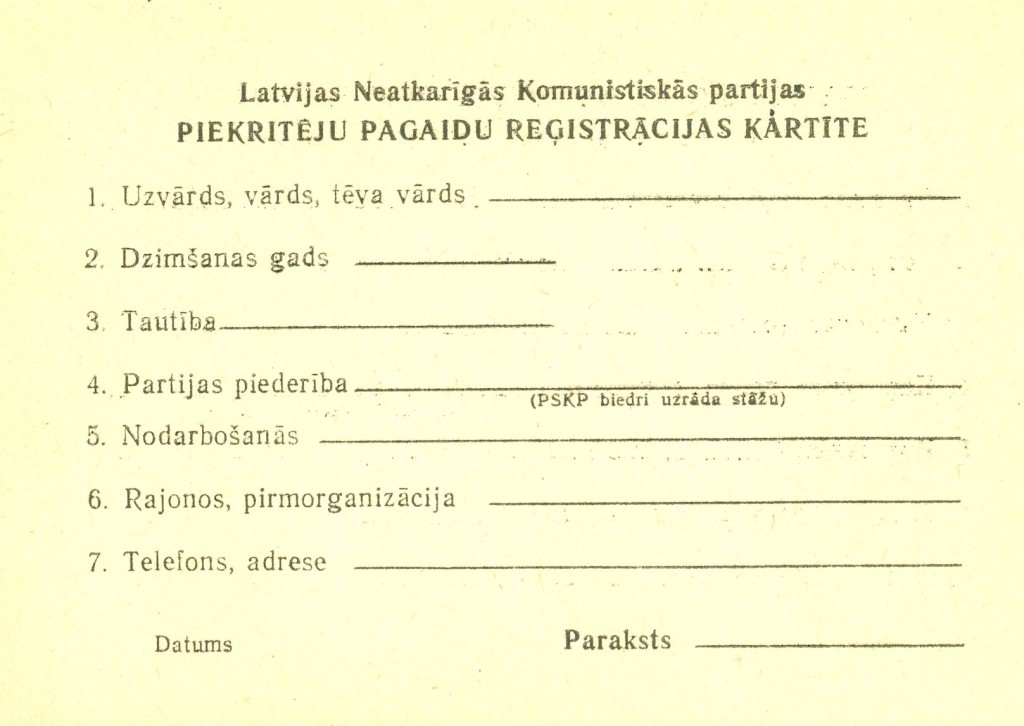 Latvijas Neatkarīgās Komunistiskās partijas
PIEKRITĒJU PAGAIDU REĢISTRĀCIJAS KARTĪTE
1. Uzvārds, vārds, tēva vārds
2. Dzimšanas gads
3. Tautība
4. Partijas piederība
(PSKP biedri uzrāda stāžu)
5. Nodarbošanās
6. Rajonos, pirmorganizācija
7. Telefons, adrese
Datums Paraksts